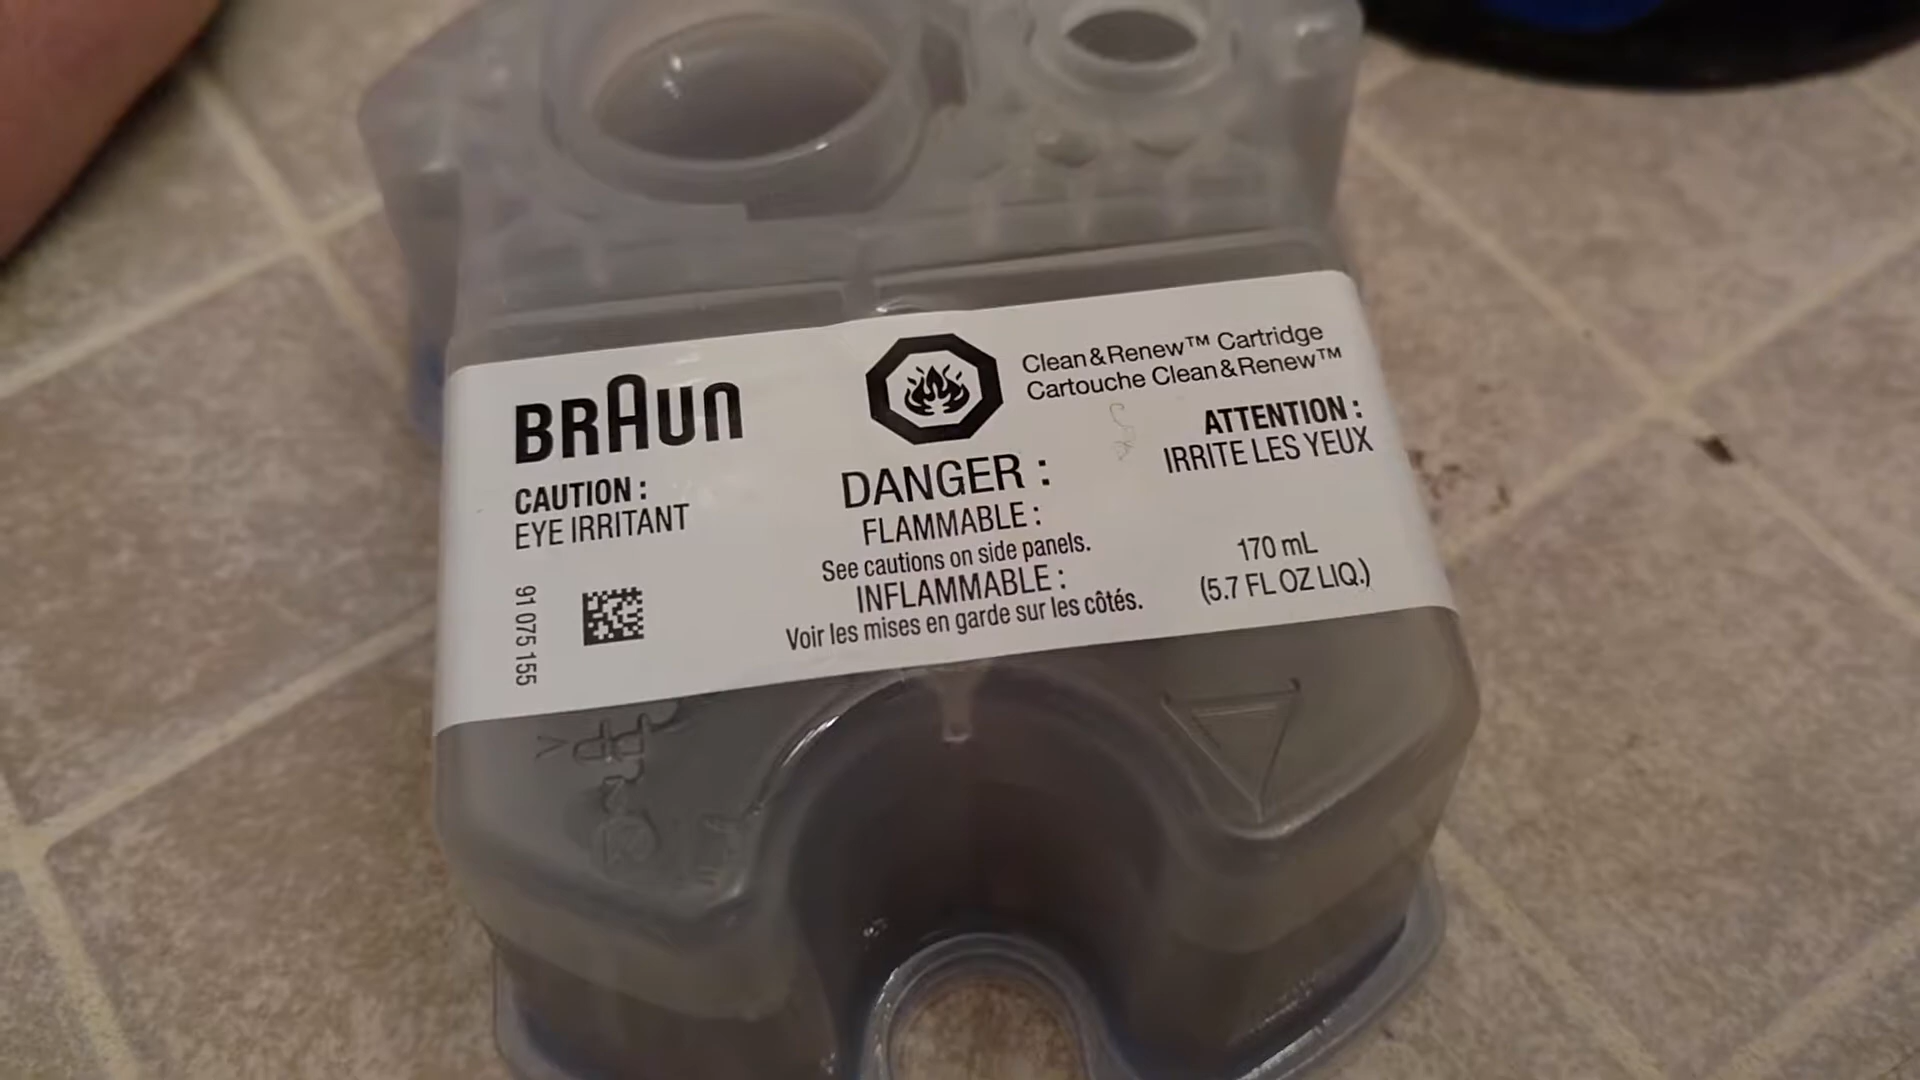 BRAUN
CAUTION :
EYE IRRITANT
91 075 155
DANGER :
FLAMMABLE :
See cautions on side panels.
INFLAMMABLE :
Voir les mises en garde sur les côtés.
Clean&Renew™ Cartridge
Cartouche Clean&Renew™
ATTENTION :
IRRITE LES YEUX
170 mL
(5.7 FL OZ LIQ.)